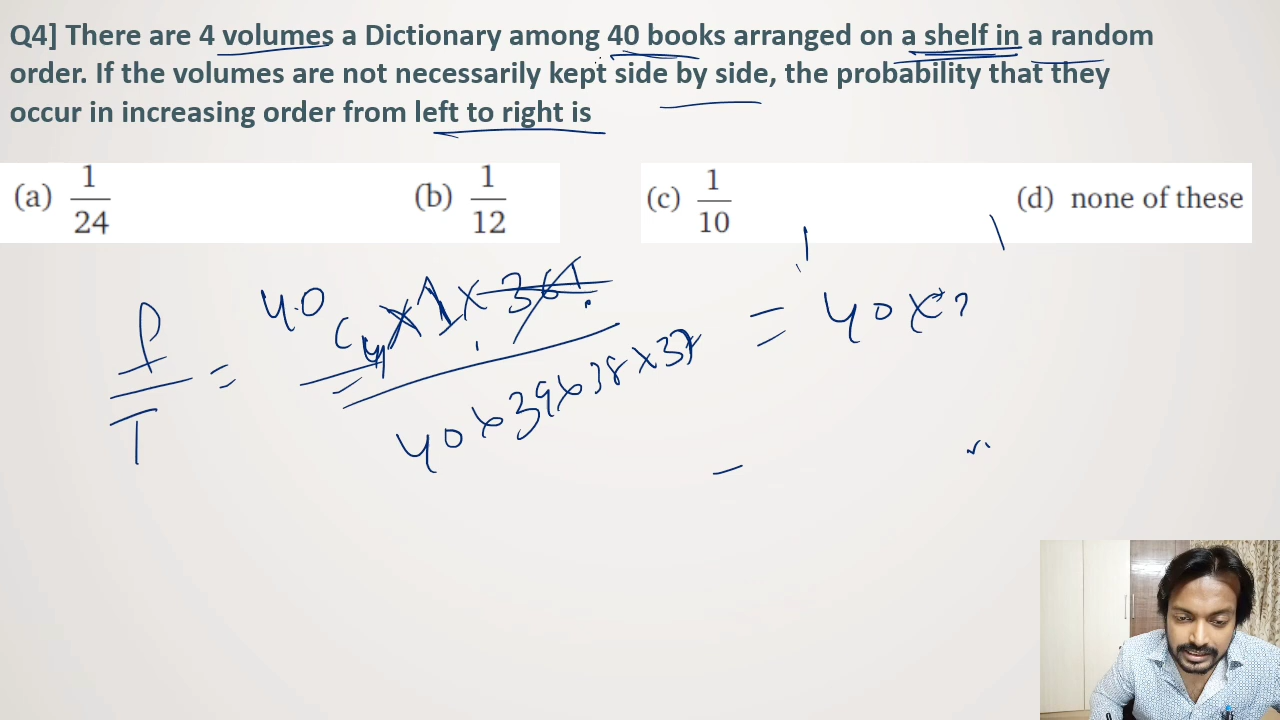 Q4] There are 4 volumes a Dictionary among 40 books arranged on a shelf in a random
order. If the volumes are not necessarily kept side by side, the probability that they
occur in increasing order from left to right is
(a) 1/24 (b) 1/12 (c) 1/10 (d) none of these
40C4 × 1 × 36!
= = 40 ×
T
40 × 39 × 38 × 37